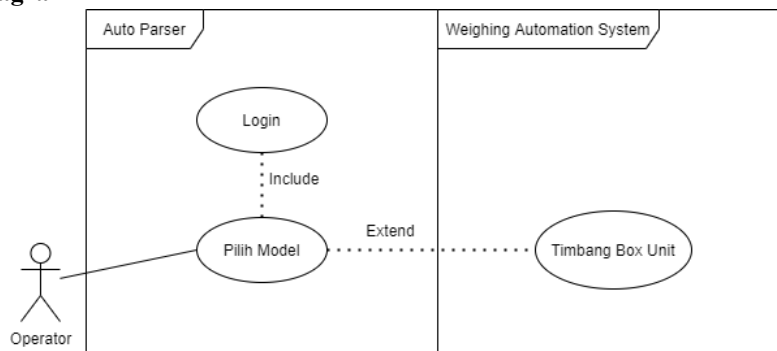 Auto Parser
Weighing Automation System
Login
Include
Extend
Pilih Model
Timbang Box Unit
Operator